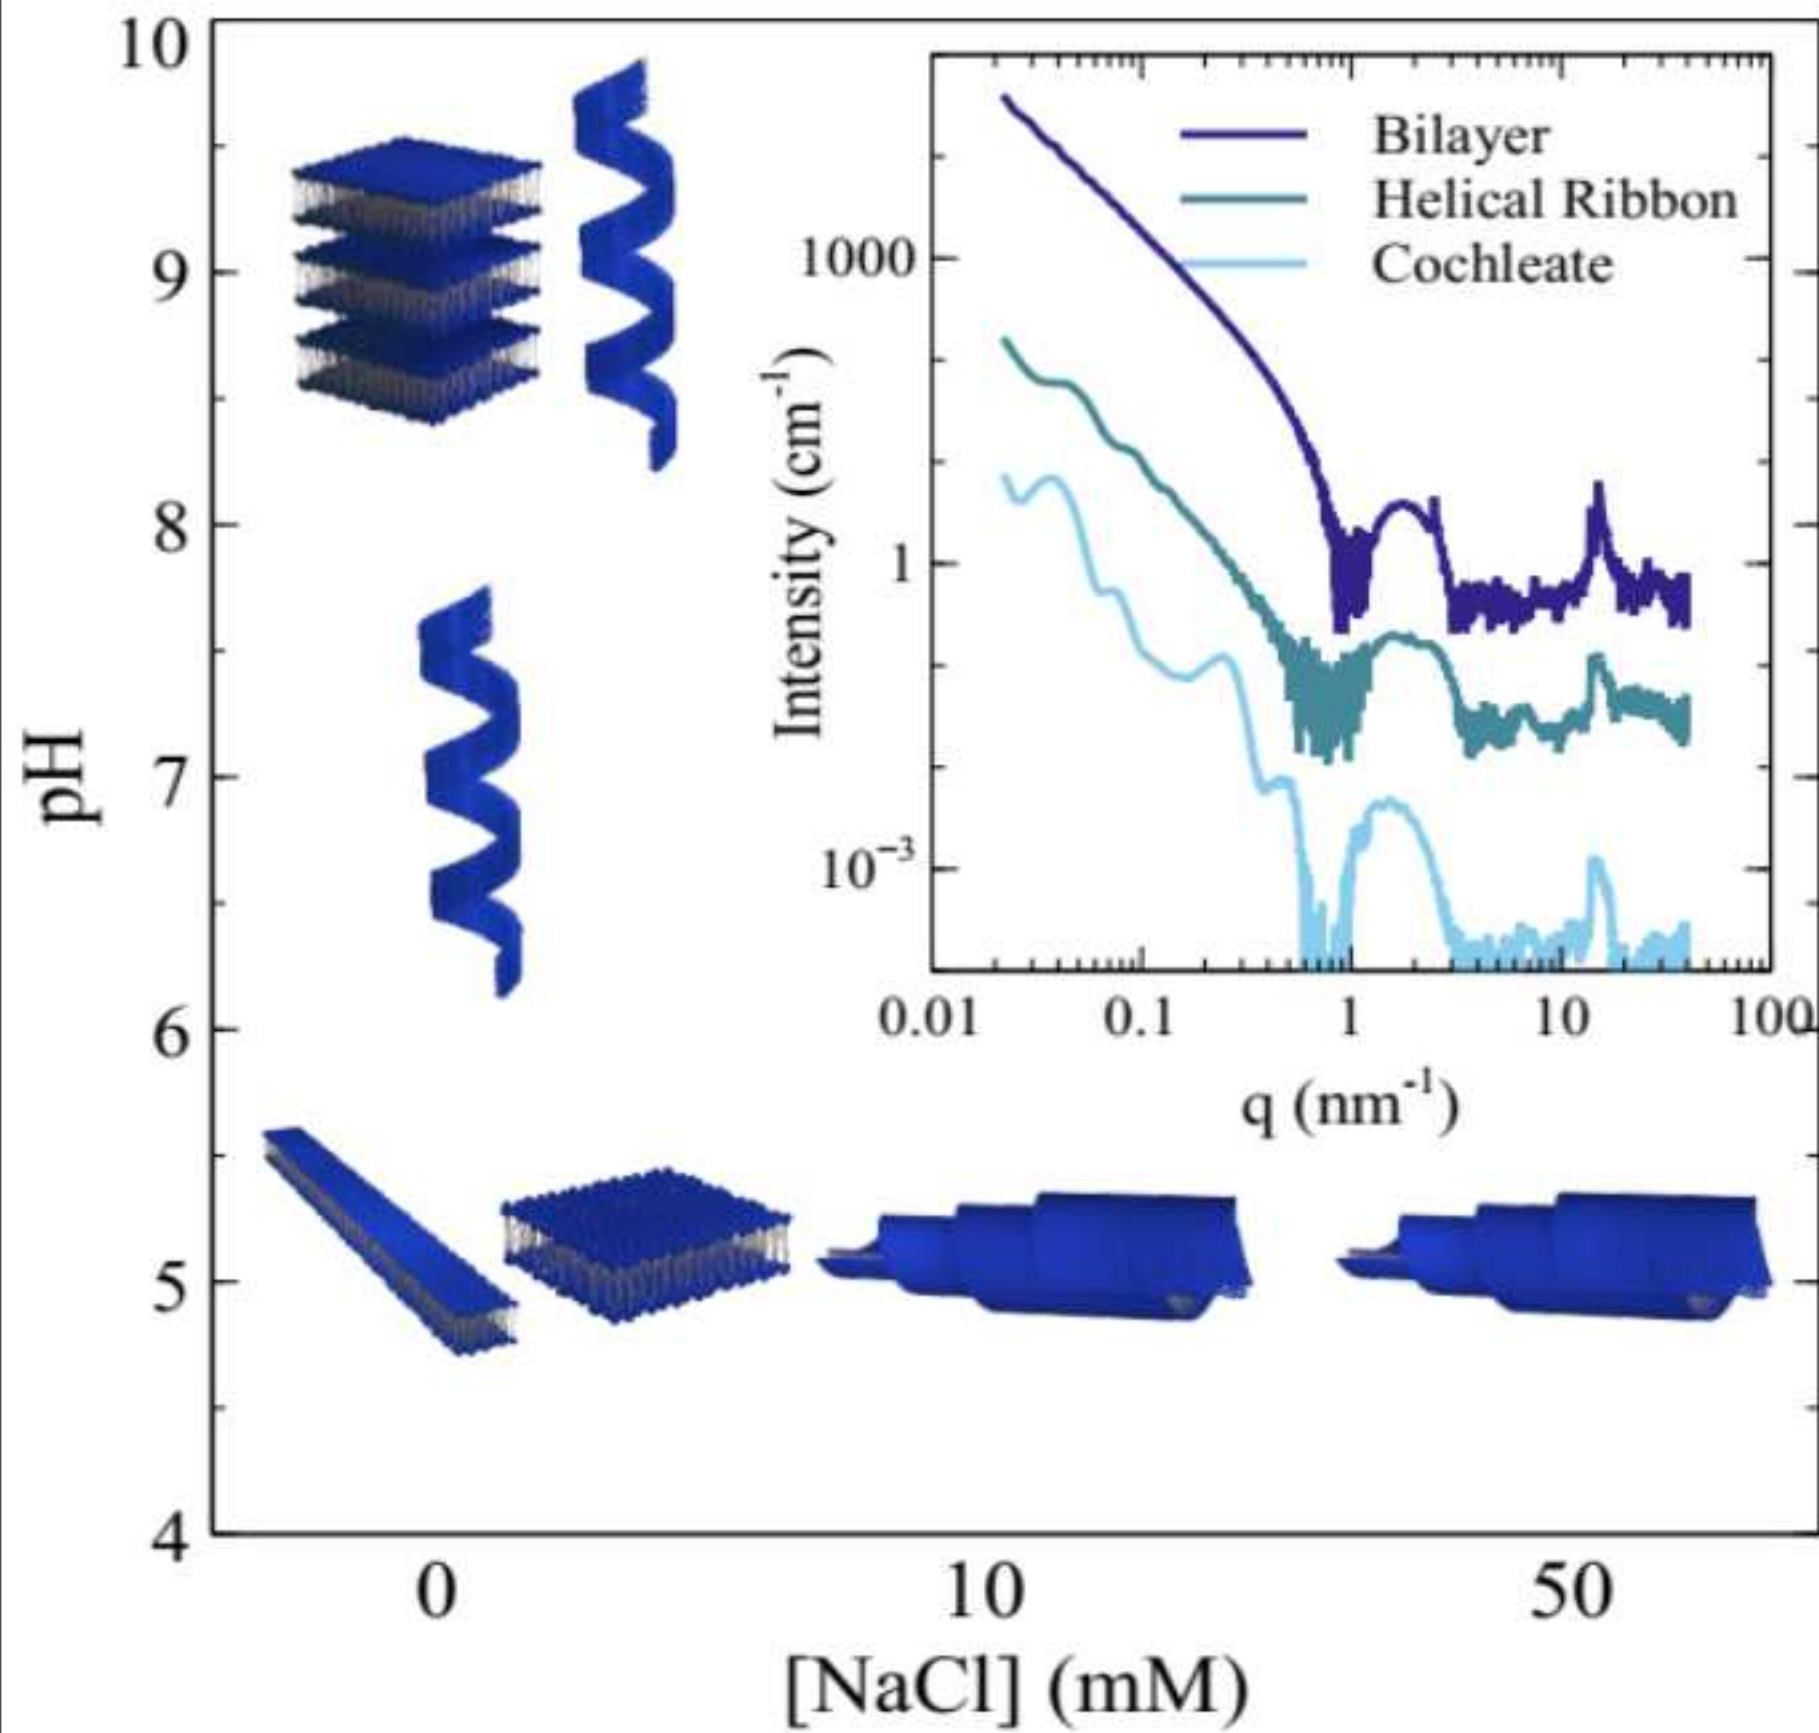 10
9
8
7
6
5
4
pH
0
10
50
[NaCl] (mM)
Bilayer
Helical Ribbon
Cochleate
1000
1
10⁻³
Intensity (cm⁻¹)
0.01
0.1
1
10
100
q (nm⁻¹)